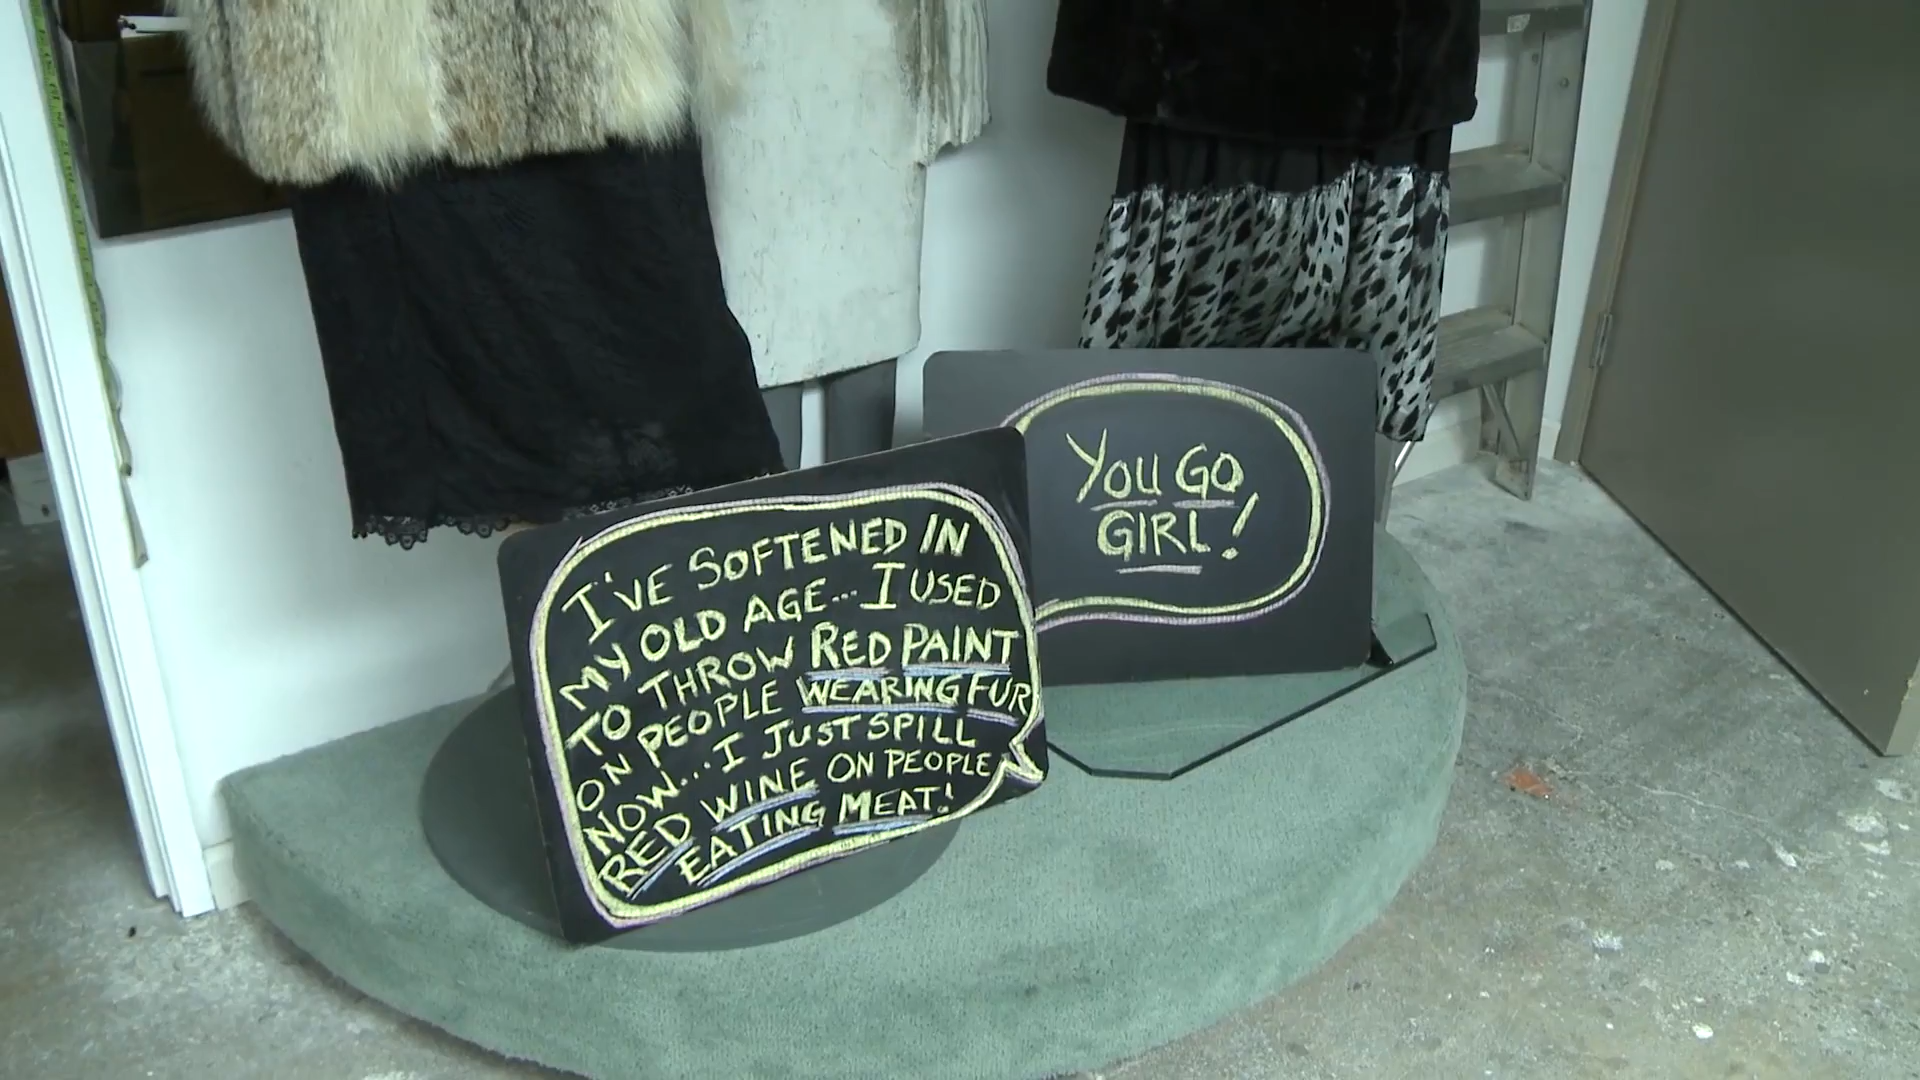 I'VE SOFTENED IN
MY OLD AGE... I USED
TO THROW RED PAINT
ON PEOPLE WEARING FUR
NOW... I JUST SPILL
RED WINE ON PEOPLE
EATING MEAT!
YOU GO
GIRL!